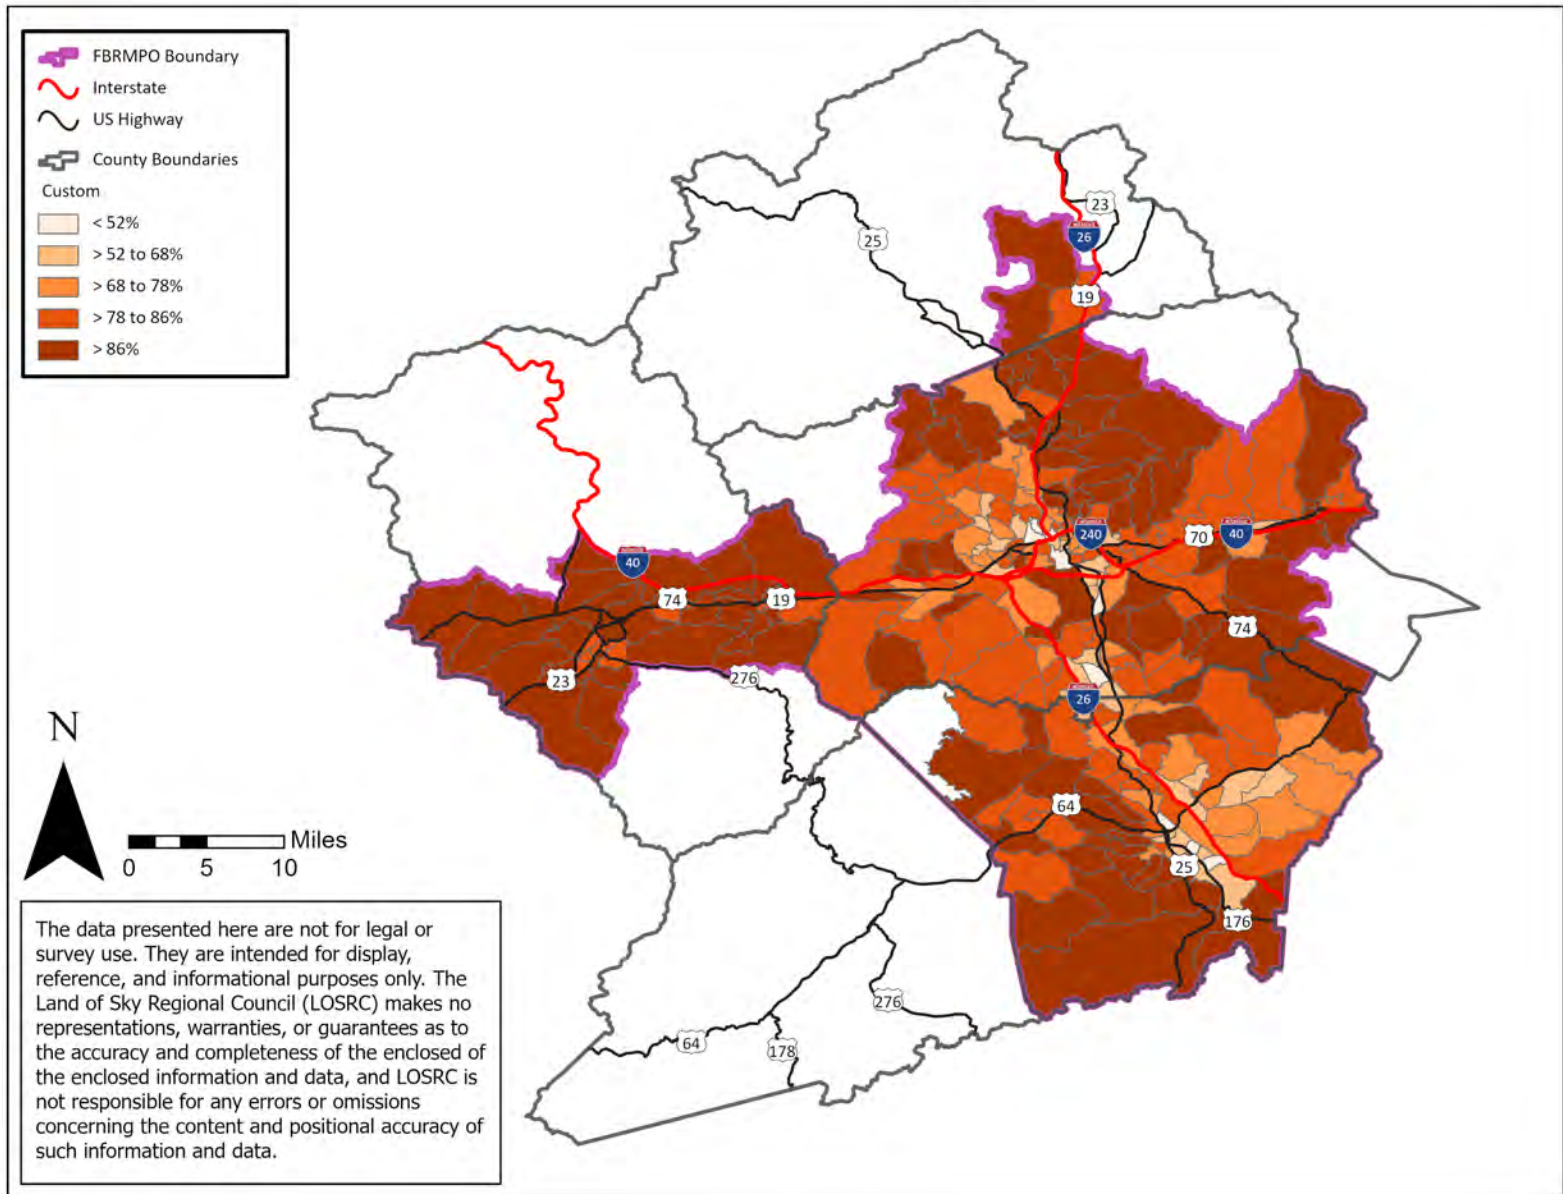 FBRMPO Boundary
Interstate
US Highway
County Boundaries
Custom
< 52%
> 52 to 68%
> 68 to 78%
> 78 to 86%
> 86%
23
26
25
19
240
70
40
40
74
19
74
23
276
26
64
25
176
276
64
178
N
Miles
0 5 10
The data presented here are not for legal or
survey use. They are intended for display,
reference, and informational purposes only. The
Land of Sky Regional Council (LOSRC) makes no
representations, warranties, or guarantees as to
the accuracy and completeness of the enclosed of
the enclosed information and data, and LOSRC is
not responsible for any errors or omissions
concerning the content and positional accuracy of
such information and data.